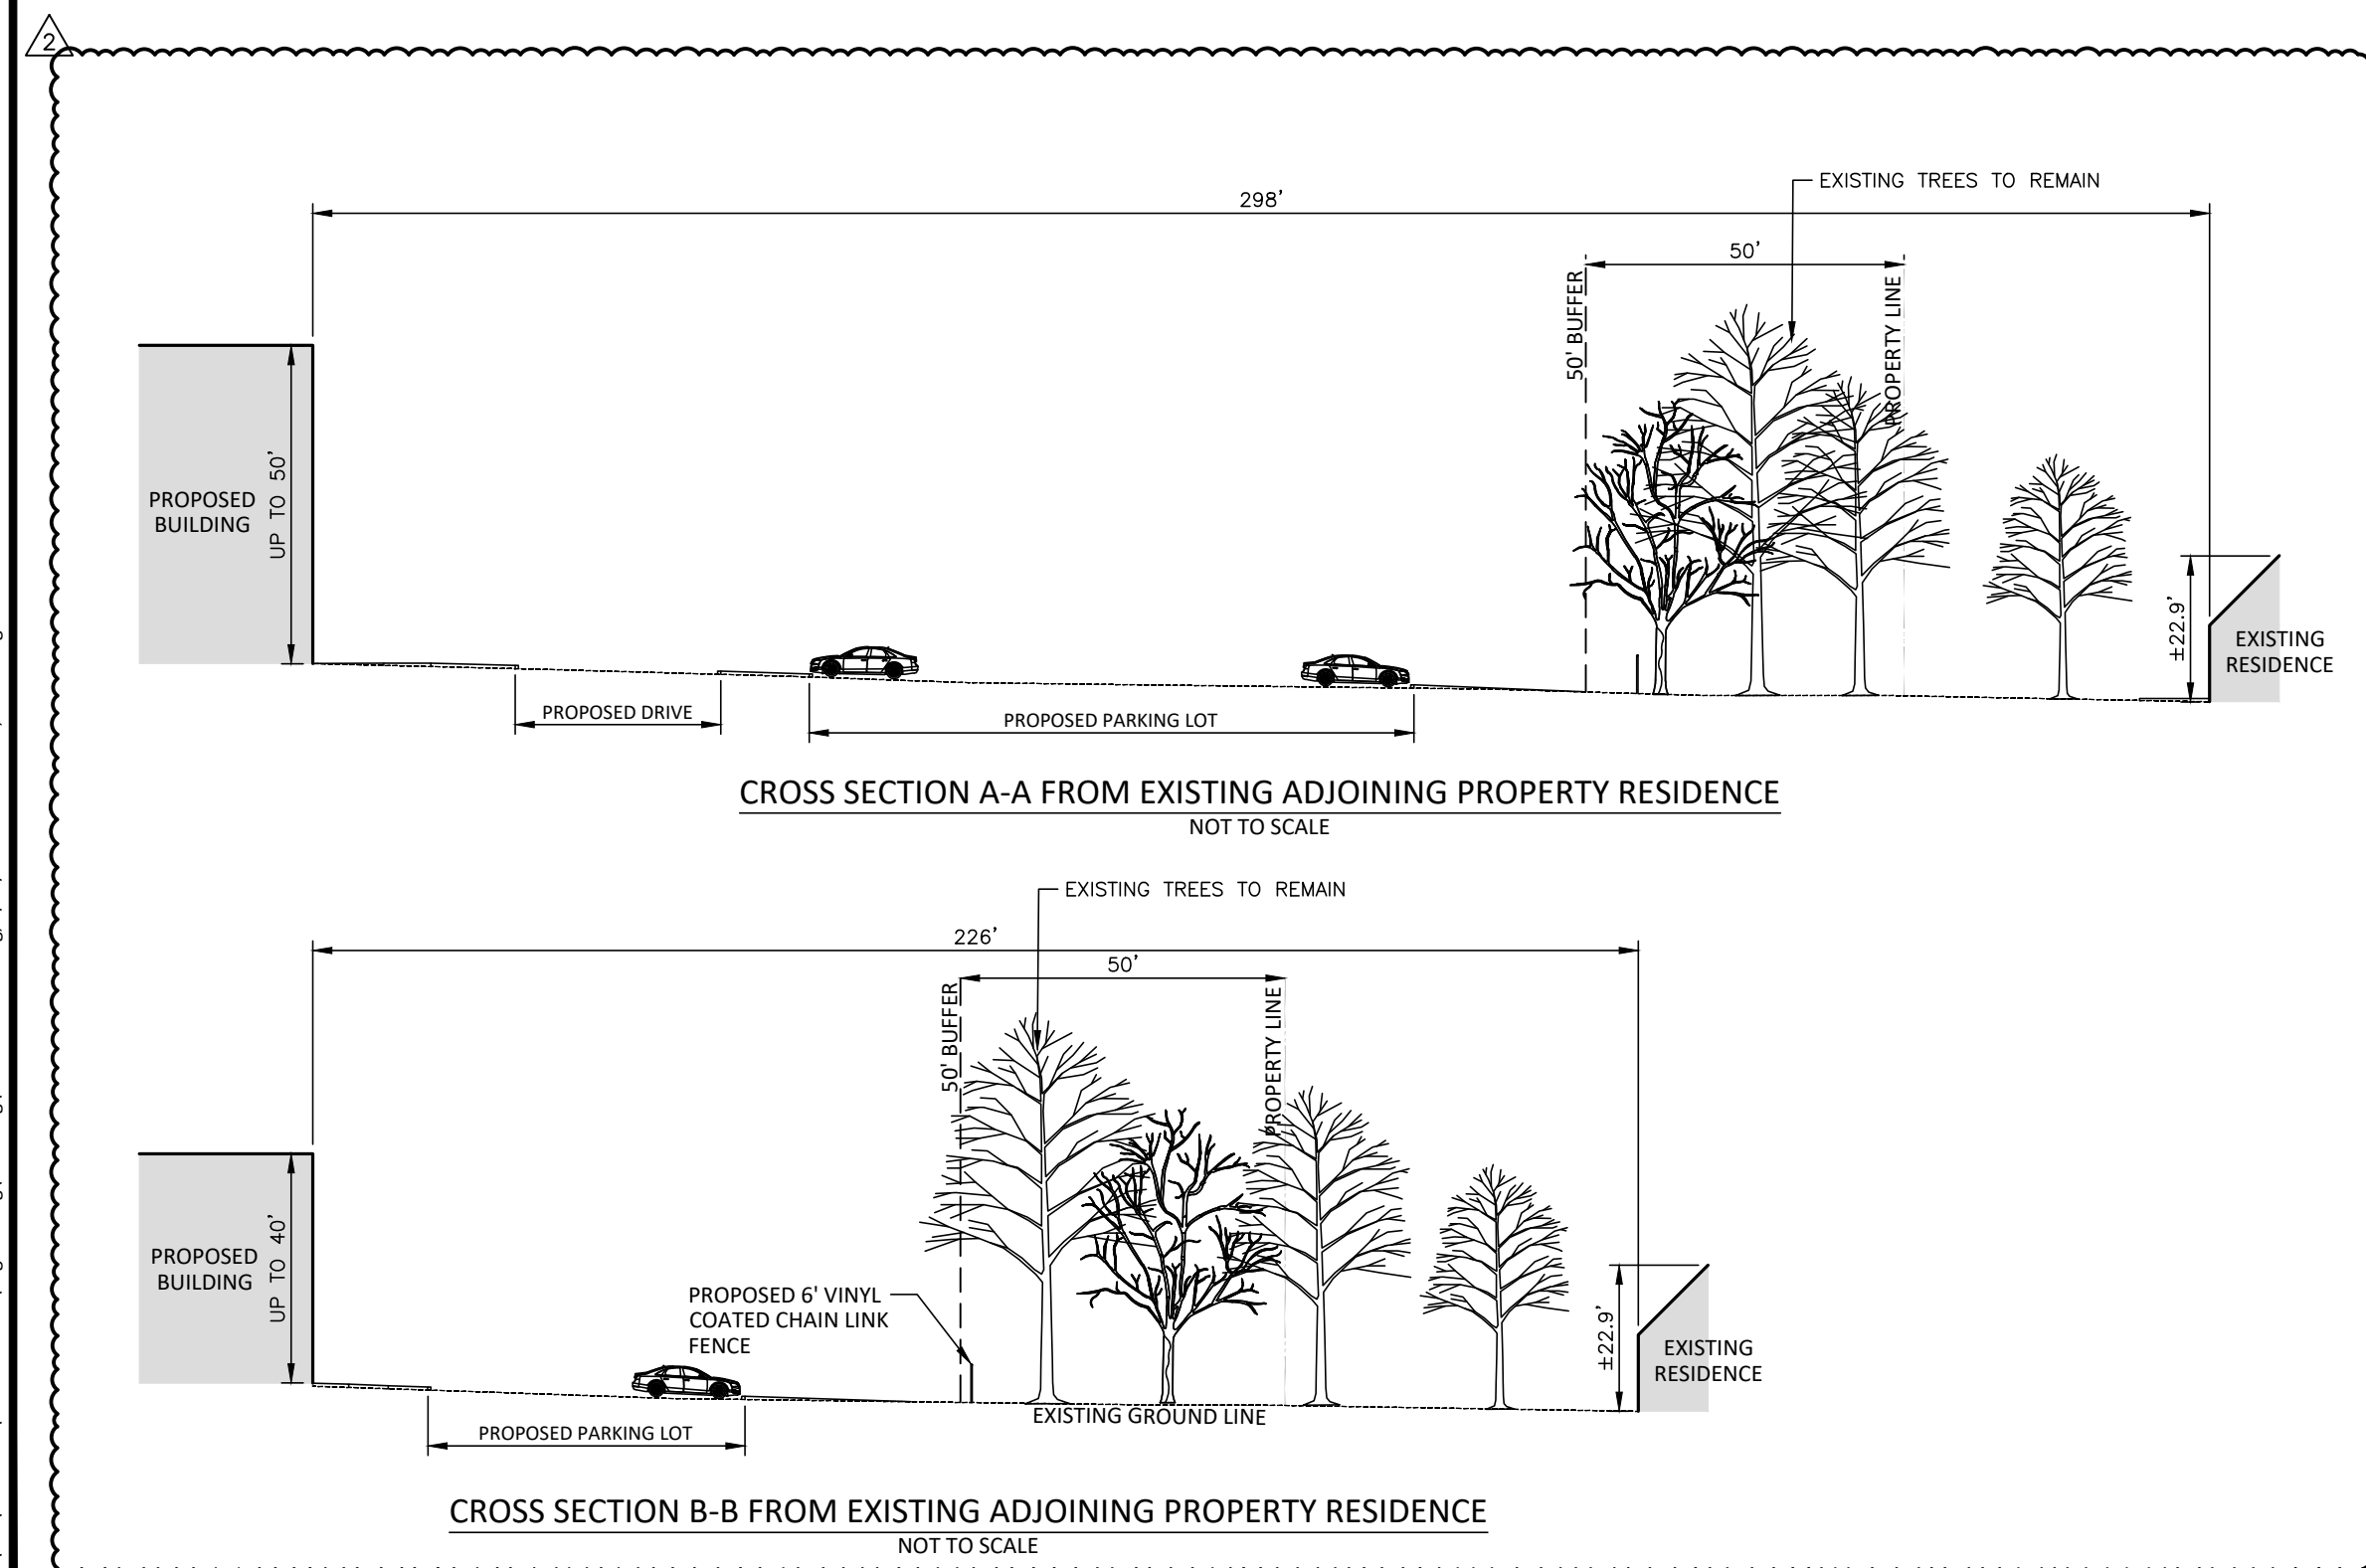 2
298'
EXISTING TREES TO REMAIN
50'
50' BUFFER
PROPERTY LINE
PROPOSED
BUILDING
UP TO 50'
±22.9'
EXISTING
RESIDENCE
PROPOSED DRIVE
PROPOSED PARKING LOT
CROSS SECTION A-A FROM EXISTING ADJOINING PROPERTY RESIDENCE
NOT TO SCALE
EXISTING TREES TO REMAIN
226'
50'
50' BUFFER
PROPERTY LINE
PROPOSED
BUILDING
UP TO 40'
PROPOSED 6' VINYL
COATED CHAIN LINK
FENCE
±22.9'
EXISTING
RESIDENCE
EXISTING GROUND LINE
PROPOSED PARKING LOT
CROSS SECTION B-B FROM EXISTING ADJOINING PROPERTY RESIDENCE
NOT TO SCALE